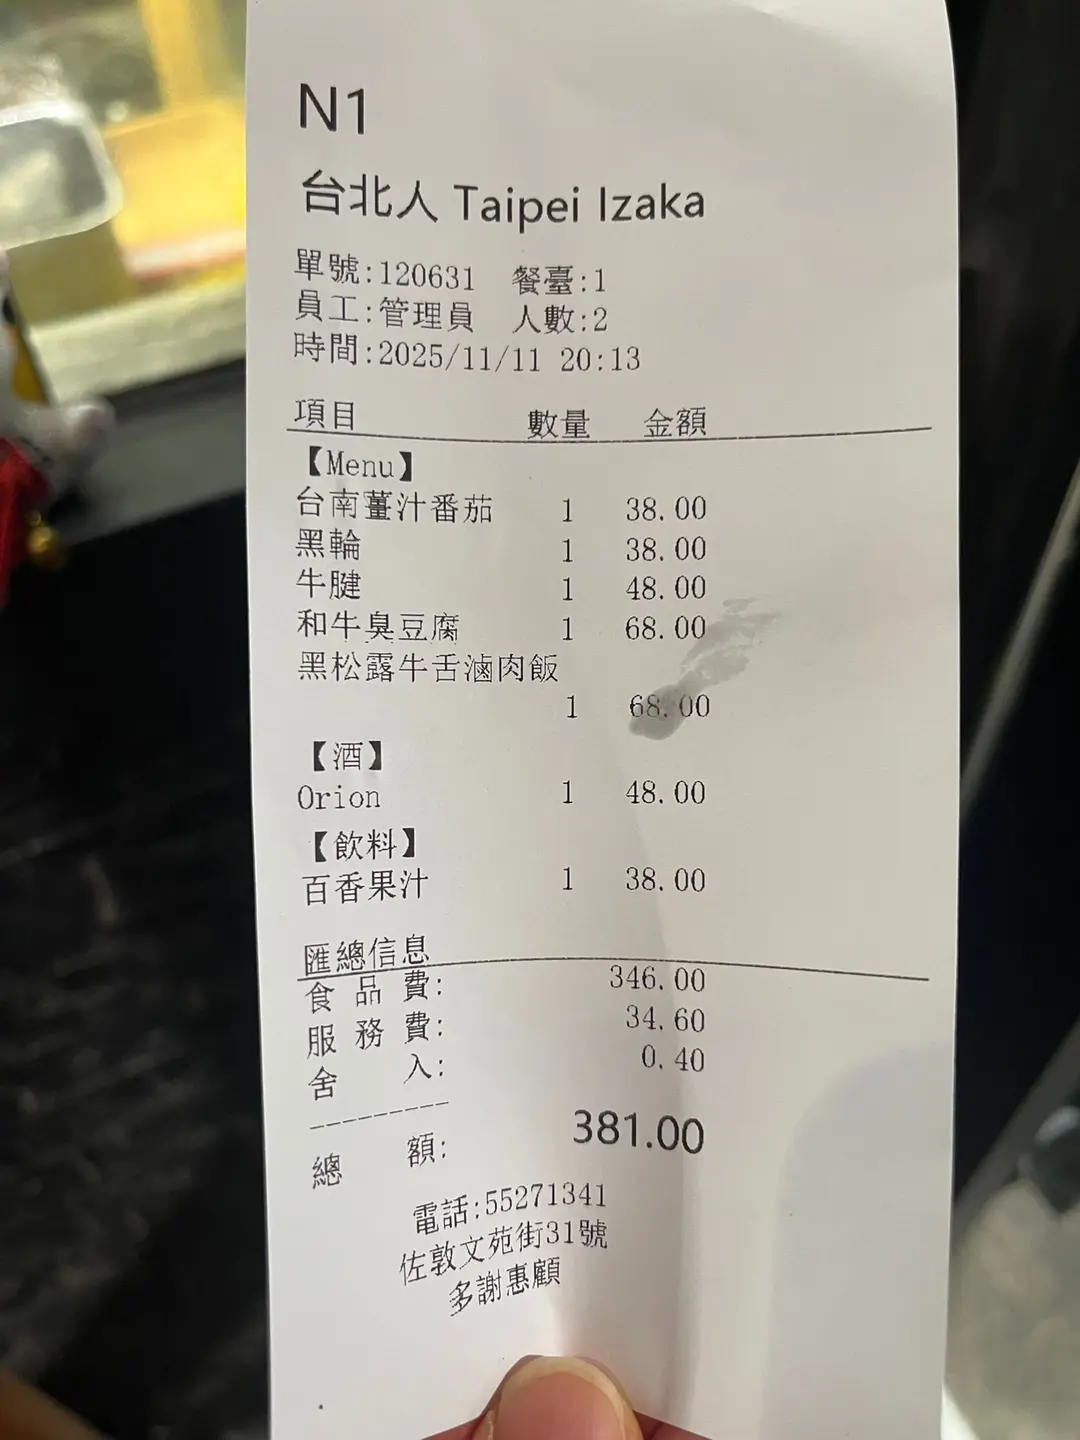 N1
台北人 Taipei Izaka
單號:120631 餐臺:1
員工:管理員 人數:2
時間:2025/11/11 20:13
項目 數量 金額
【Menu】
台南薑汁番茄 1 38.00
黑輪 1 38.00
牛腱 1 48.00
和牛臭豆腐 1 68.00
黑松露牛舌滷肉飯
1 68.00
【酒】
Orion 1 48.00
【飲料】
百香果汁 1 38.00
匯總信息
食品費: 346.00
服務費: 34.60
舍入: 0.40
---------
總額: 381.00
電話:55271341
佐敦文苑街31號
多謝惠顧